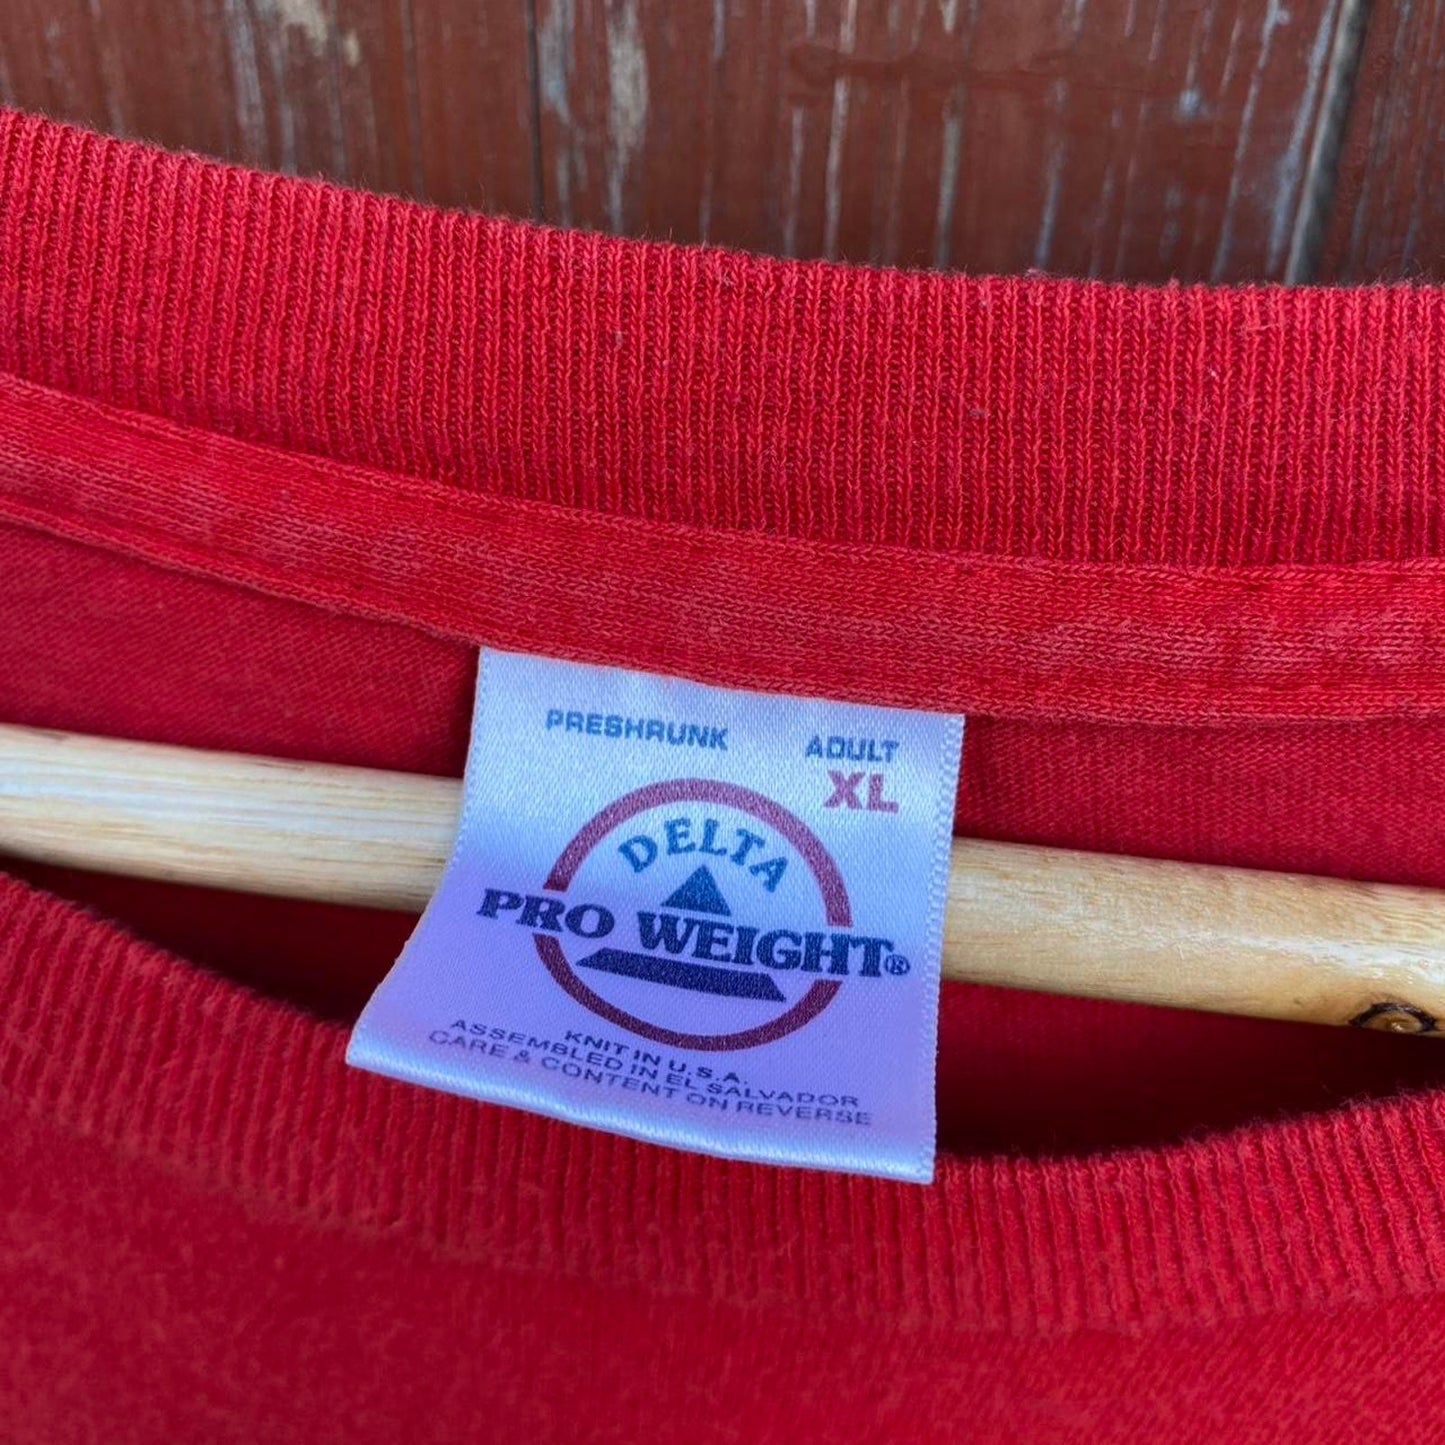 PRESHRUNK ADULT
XL
DELTA
PRO WEIGHT®
KNIT IN U.S.A.
ASSEMBLED IN EL SALVADOR
CARE & CONTENT ON REVERSE